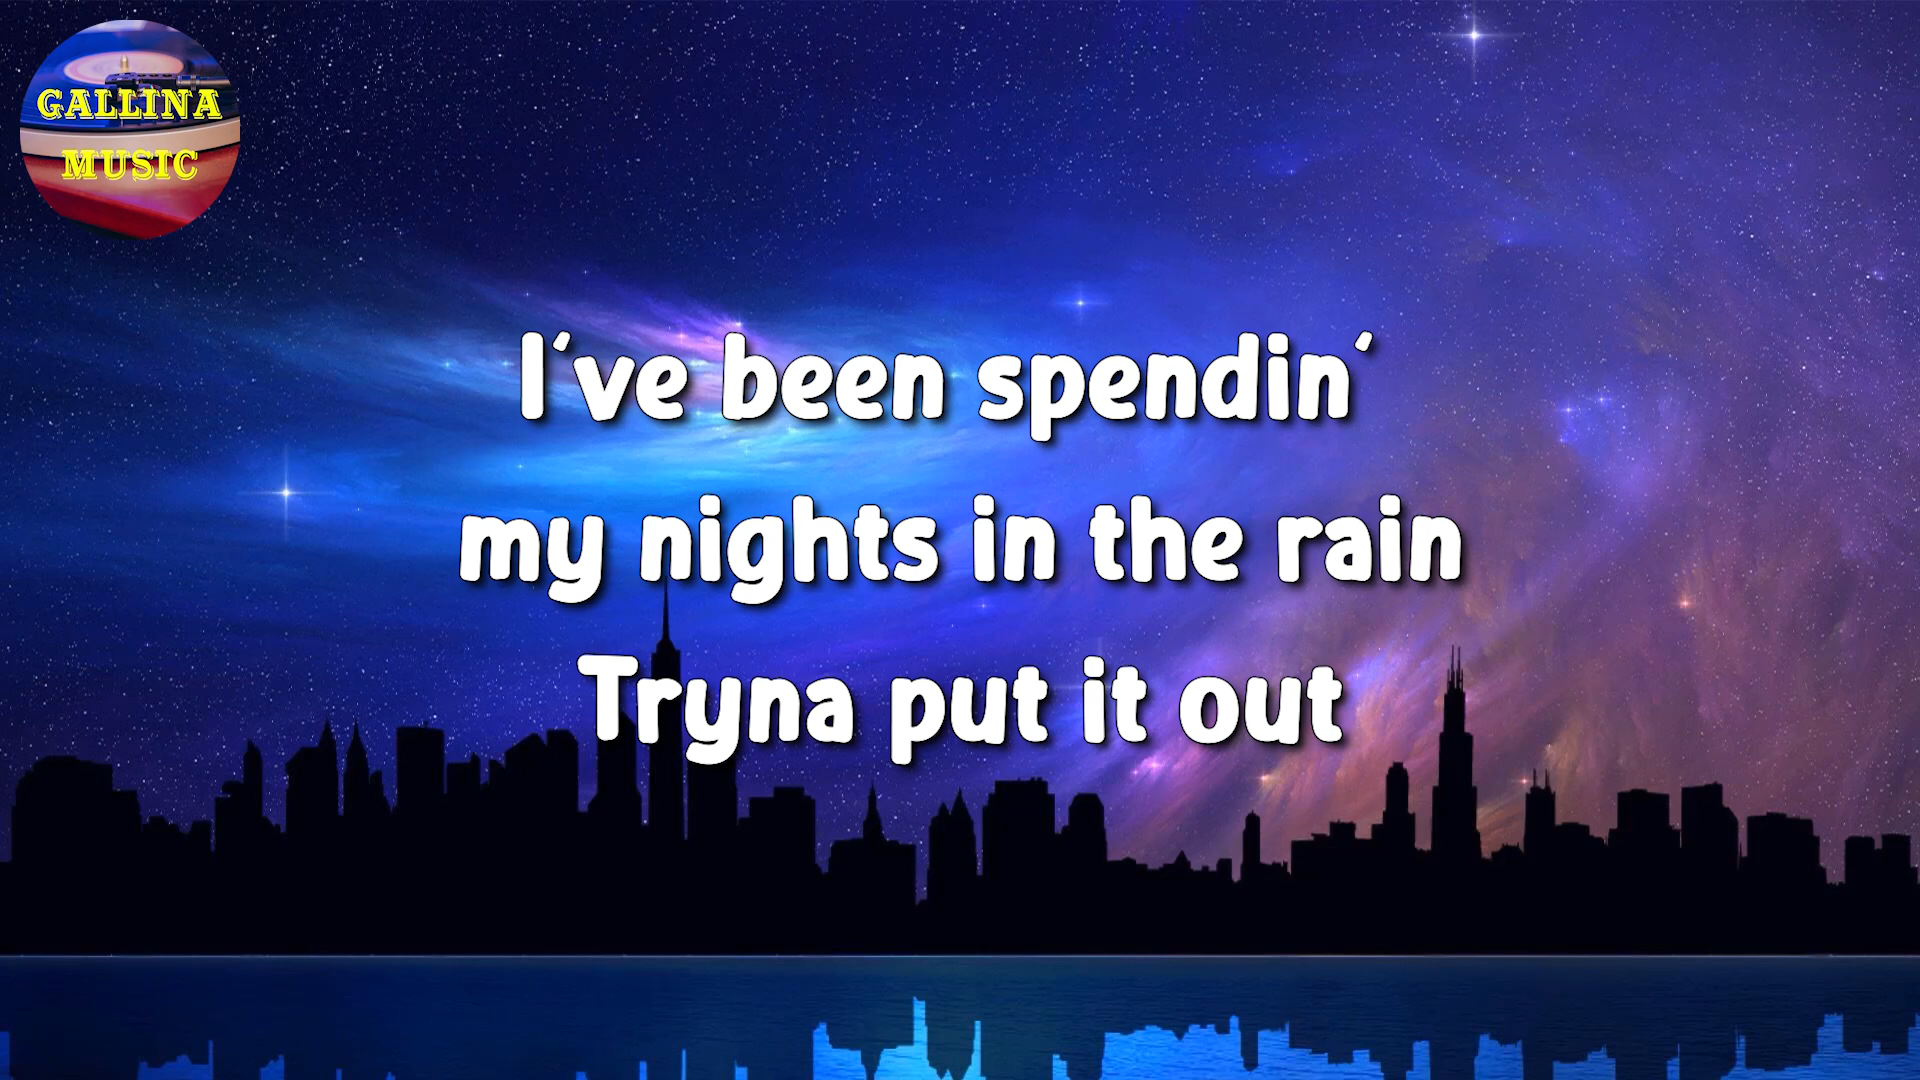 GALLINA
MUSIC
I've been spendin'
my nights in the rain
Tryna put it out